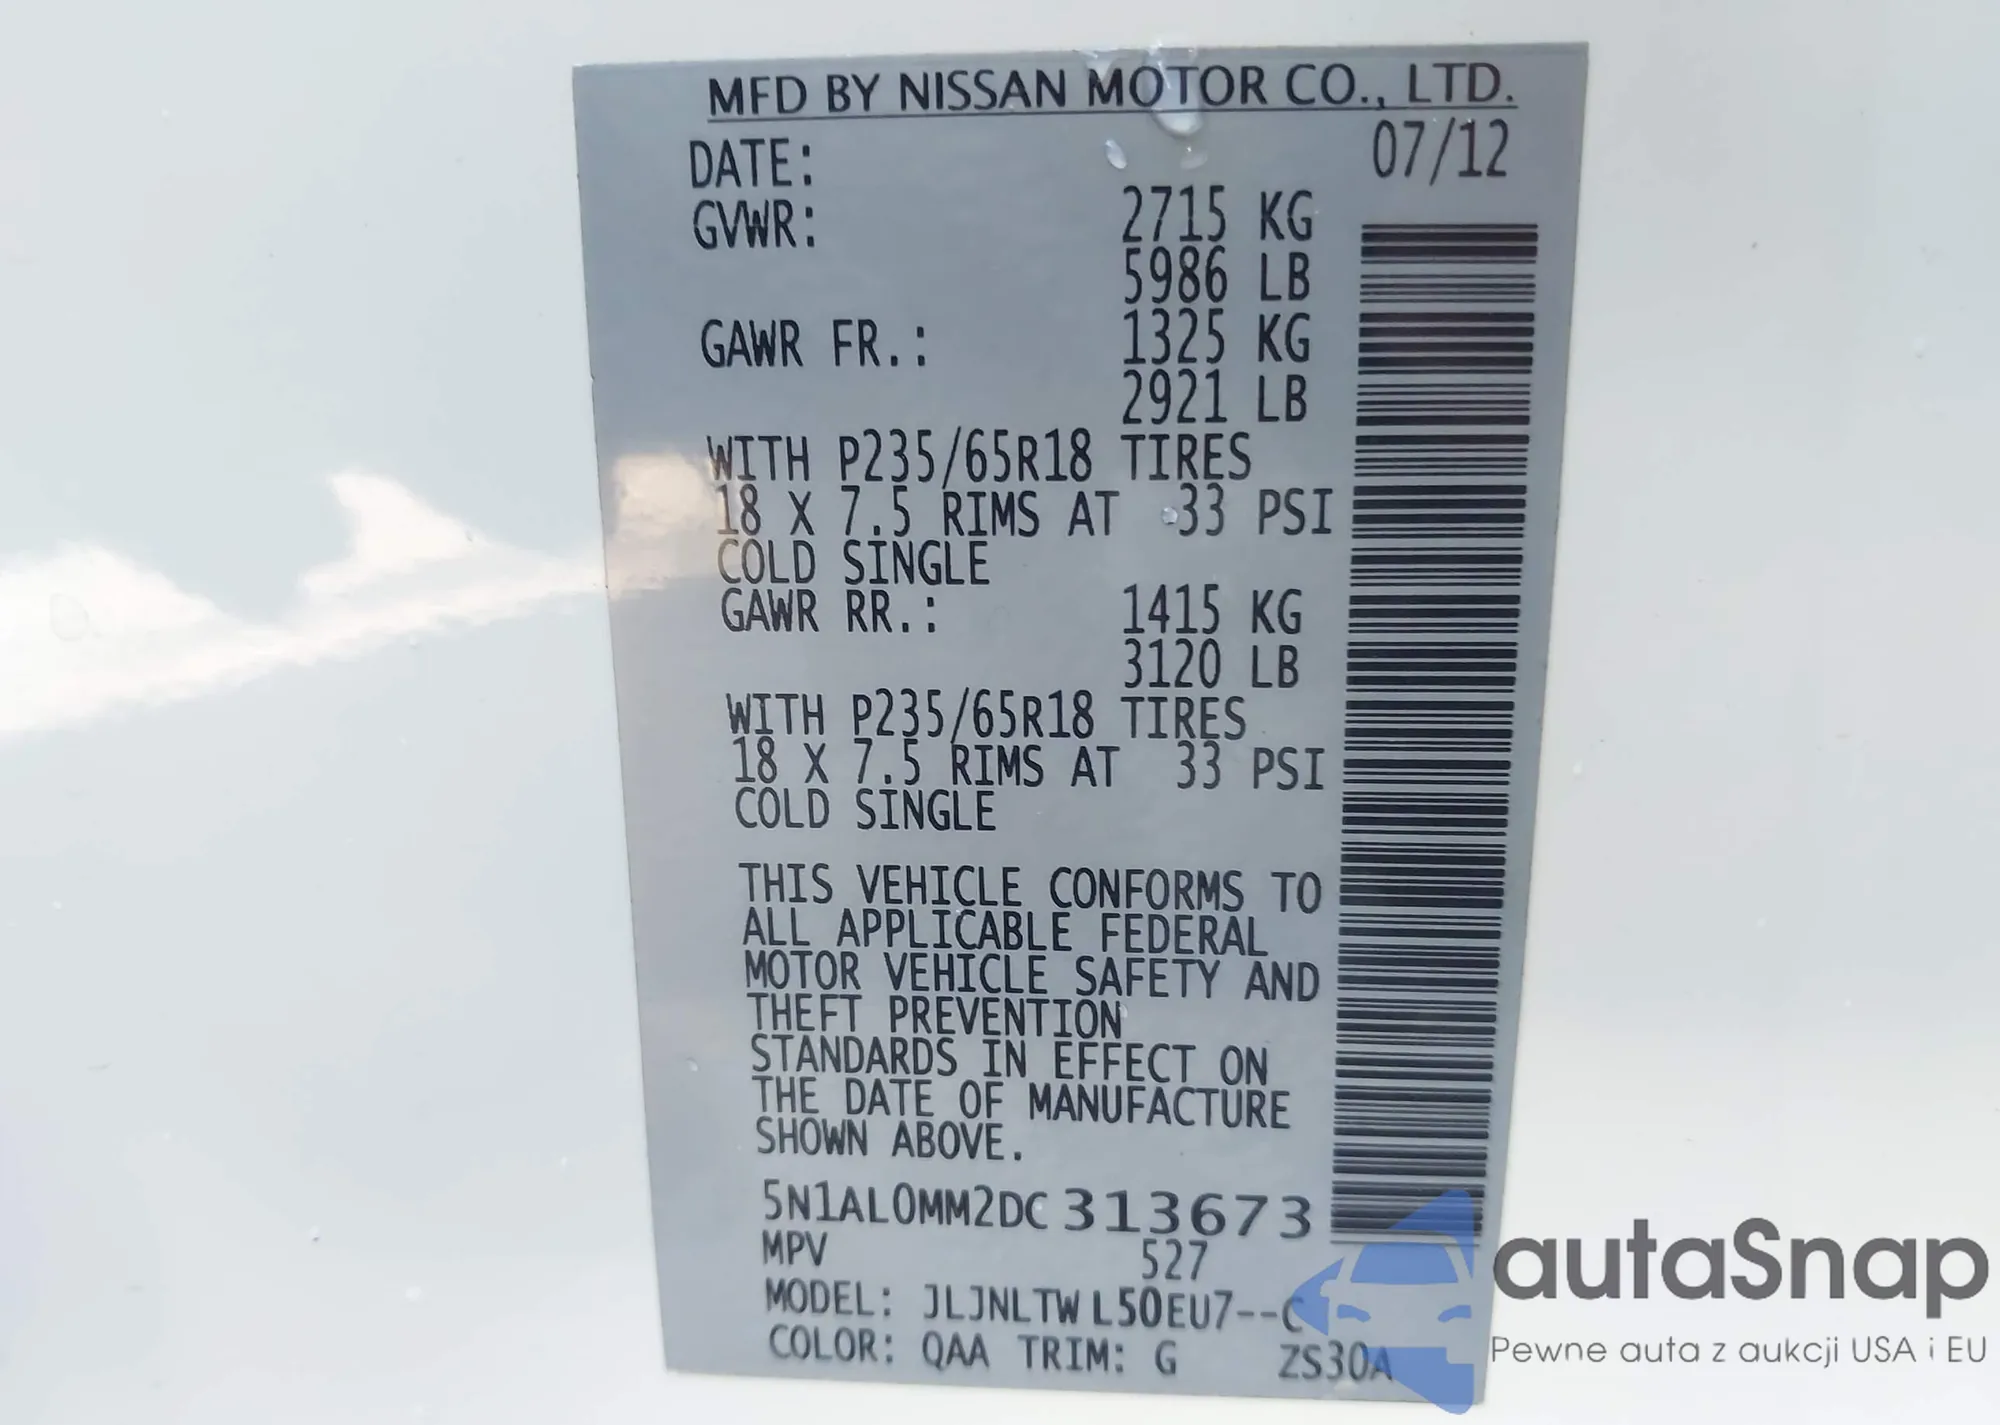 MFD BY NISSAN MOTOR CO., LTD.
DATE: 07/12
GVWR: 2715 KG
5986 LB
GAWR FR.: 1325 KG
2921 LB
WITH P235/65R18 TIRES
18 X 7.5 RIMS AT 33 PSI
COLD SINGLE
GAWR RR.: 1415 KG
3120 LB
WITH P235/65R18 TIRES
18 X 7.5 RIMS AT 33 PSI
COLD SINGLE
THIS VEHICLE CONFORMS TO
ALL APPLICABLE FEDERAL
MOTOR VEHICLE SAFETY AND
THEFT PREVENTION
STANDARDS IN EFFECT ON
THE DATE OF MANUFACTURE
SHOWN ABOVE.
5N1AL0MM2DC313673
MPV 527
MODEL: JLJNLTWL50EU7--C
COLOR: QAA TRIM: G ZS30A
autaSnap
Pewne auta z aukcji USA i EU